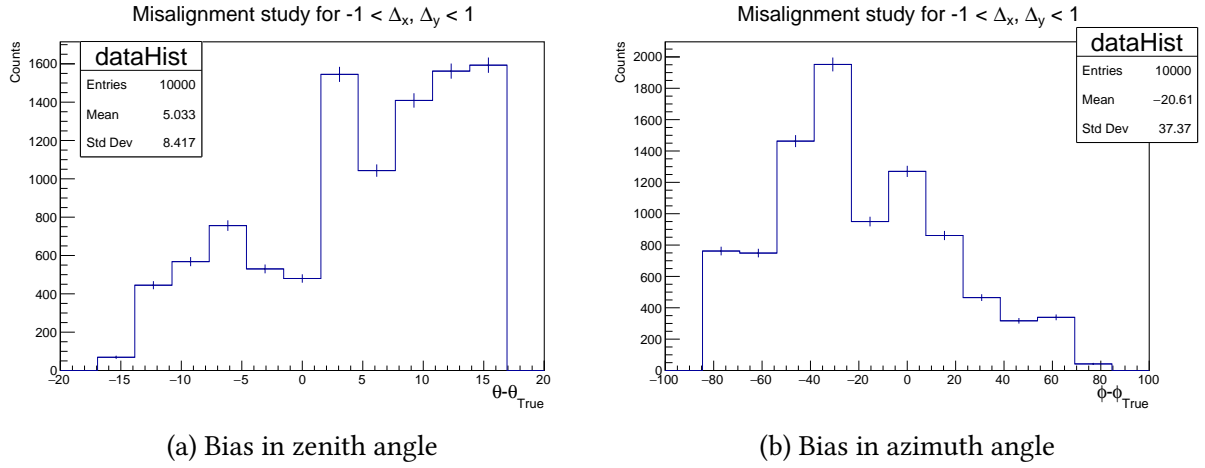 Misalignment study for -1 < Δx, Δy < 1
Counts
dataHist
Entries 10000
Mean 5.033
Std Dev 8.417
1600
1400
1200
1000
800
600
400
200
0
−20 −15 −10 −5 0 5 10 15 20
θ-θTrue
(a) Bias in zenith angle
Misalignment study for -1 < Δx, Δy < 1
Counts
dataHist
Entries 10000
Mean −20.61
Std Dev 37.37
2000
1800
1600
1400
1200
1000
800
600
400
200
0
−100 −80 −60 −40 −20 0 20 40 60 80 100
ϕ-ϕTrue
(b) Bias in azimuth angle